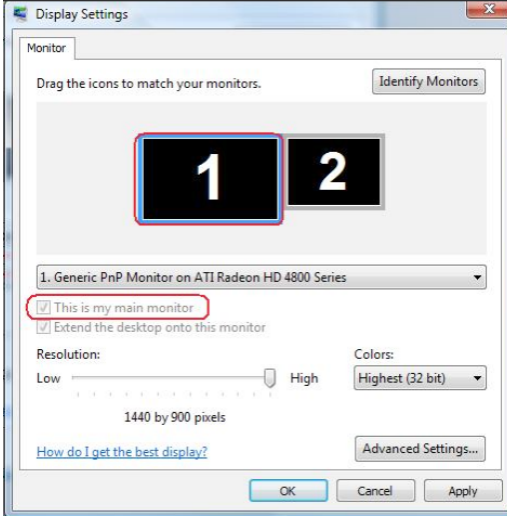 Display Settings
Monitor
Drag the icons to match your monitors.
Identify Monitors
1
2
1. Generic PnP Monitor on ATI Radeon HD 4800 Series
This is my main monitor
Extend the desktop onto this monitor
Resolution:
Colors:
Low
High
Highest (32 bit)
1440 by 900 pixels
How do I get the best display?
Advanced Settings...
OK
Cancel
Apply